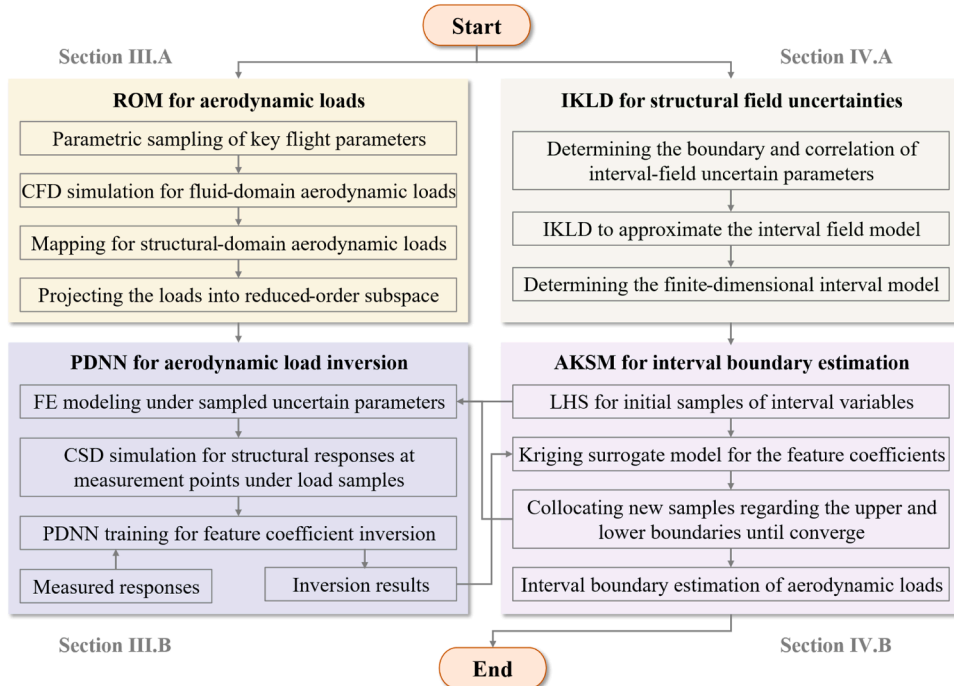 Start
Section III.A
Section IV.A
ROM for aerodynamic loads
Parametric sampling of key flight parameters
CFD simulation for fluid-domain aerodynamic loads
Mapping for structural-domain aerodynamic loads
Projecting the loads into reduced-order subspace
IKLD for structural field uncertainties
Determining the boundary and correlation of
interval-field uncertain parameters
IKLD to approximate the interval field model
Determining the finite-dimensional interval model
PDNN for aerodynamic load inversion
FE modeling under sampled uncertain parameters
CSD simulation for structural responses at
measurement points under load samples
PDNN training for feature coefficient inversion
Measured responses
Inversion results
AKSM for interval boundary estimation
LHS for initial samples of interval variables
Kriging surrogate model for the feature coefficients
Collocating new samples regarding the upper and
lower boundaries until converge
Interval boundary estimation of aerodynamic loads
Section III.B
Section IV.B
End